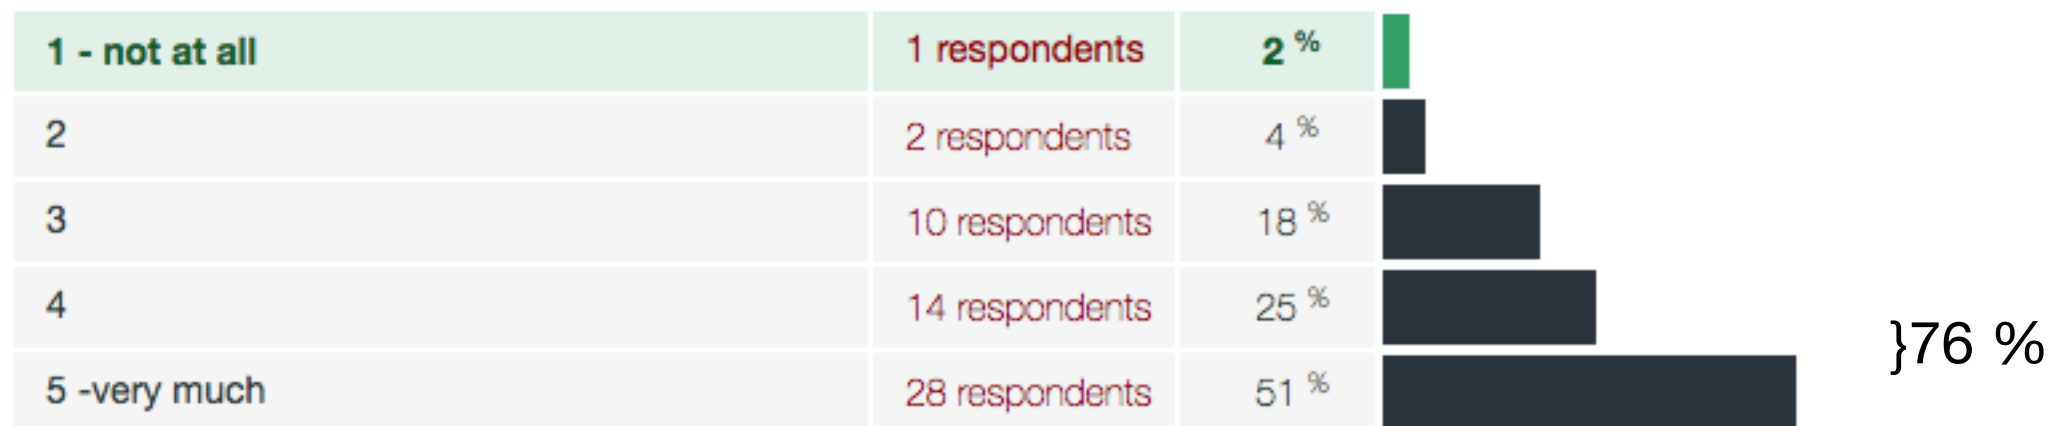 1 - not at all 1 respondents 2 %
2 2 respondents 4 %
3 10 respondents 18 %
4 14 respondents 25 %
}76 %
5 -very much 28 respondents 51 %